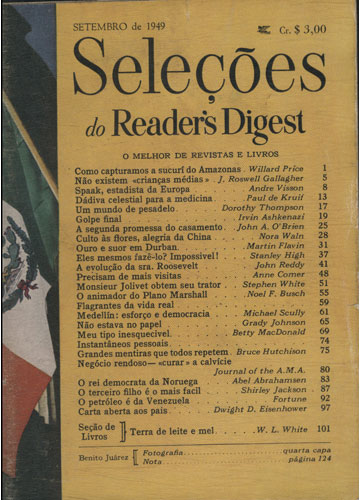 SETEMBRO de 1949
Cr. $ 3,00
Seleções
do Reader's Digest
O MELHOR DE REVISTAS E LIVROS
Como capturamos a sucurí do Amazonas . Willard Price 1
Não existem «crianças médias» . J. Roswell Gallagher 5
Spaak, estadista da Europa . Andre Visson 8
Dádiva celestial para a medicina . Paul de Kruif 13
Um mundo de pesadelo . Dorothy Thompson 17
Golpe final . Irvin Ashkenazi 19
A segunda promessa do casamento . John A. O'Brien 25
Culto às flores, alegria da China . Nora Waln 28
Ouro e suor em Durban . Martin Flavin 31
Eles mesmos fazê-lo? Impossível! . Stanley High 37
A evolução da sra. Roosevelt . John Reddy 41
Precisam de mais visitas . Anne Comer 48
Monsieur Jolivet obtem seu trator . Stephen White 51
O animador do Plano Marshall . Noel F. Busch 55
Flagrantes da vida real 59
Medellín: esforço e democracia . Michael Scully 61
Não estava no papel . Grady Johnson 65
Meu tipo inesquecível . Betty MacDonald 69
Instantâneos pessoais 74
Grandes mentiras que todos repetem . Bruce Hutchison 75
Negócio rendoso— «curar» a calvície
Journal of the A.M.A. 80
O rei democrata da Noruega . Abel Abrahamsen 83
O terceiro filho é o mais facil . Shirley Jackson 87
O petróleo é da Venezuela . Fortune 92
Carta aberta aos pais . Dwight D. Eisenhower 97
Seção de Livros Terra de leite e mel . . W. L. White 101
Benito Juárez Fotografia quarta capa
Nota página 124